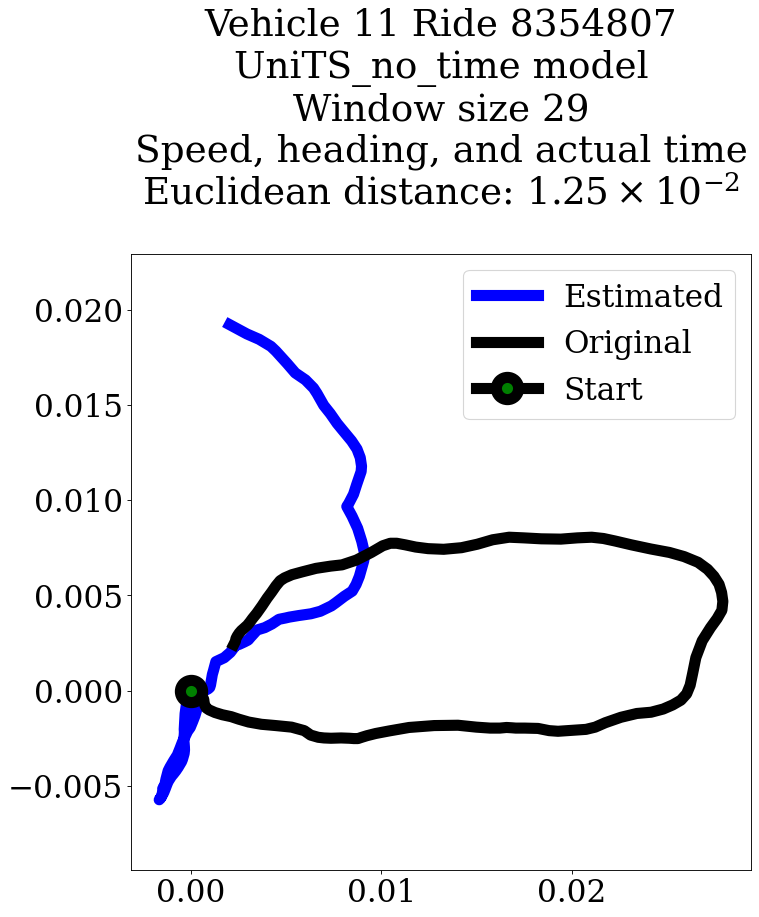 Vehicle 11 Ride 8354807
UniTS_no_time model
Window size 29
Speed, heading, and actual time
Euclidean distance: 1.25 × 10⁻²
Estimated
Original
Start
0.020
0.015
0.010
0.005
0.000
−0.005
0.00 0.01 0.02